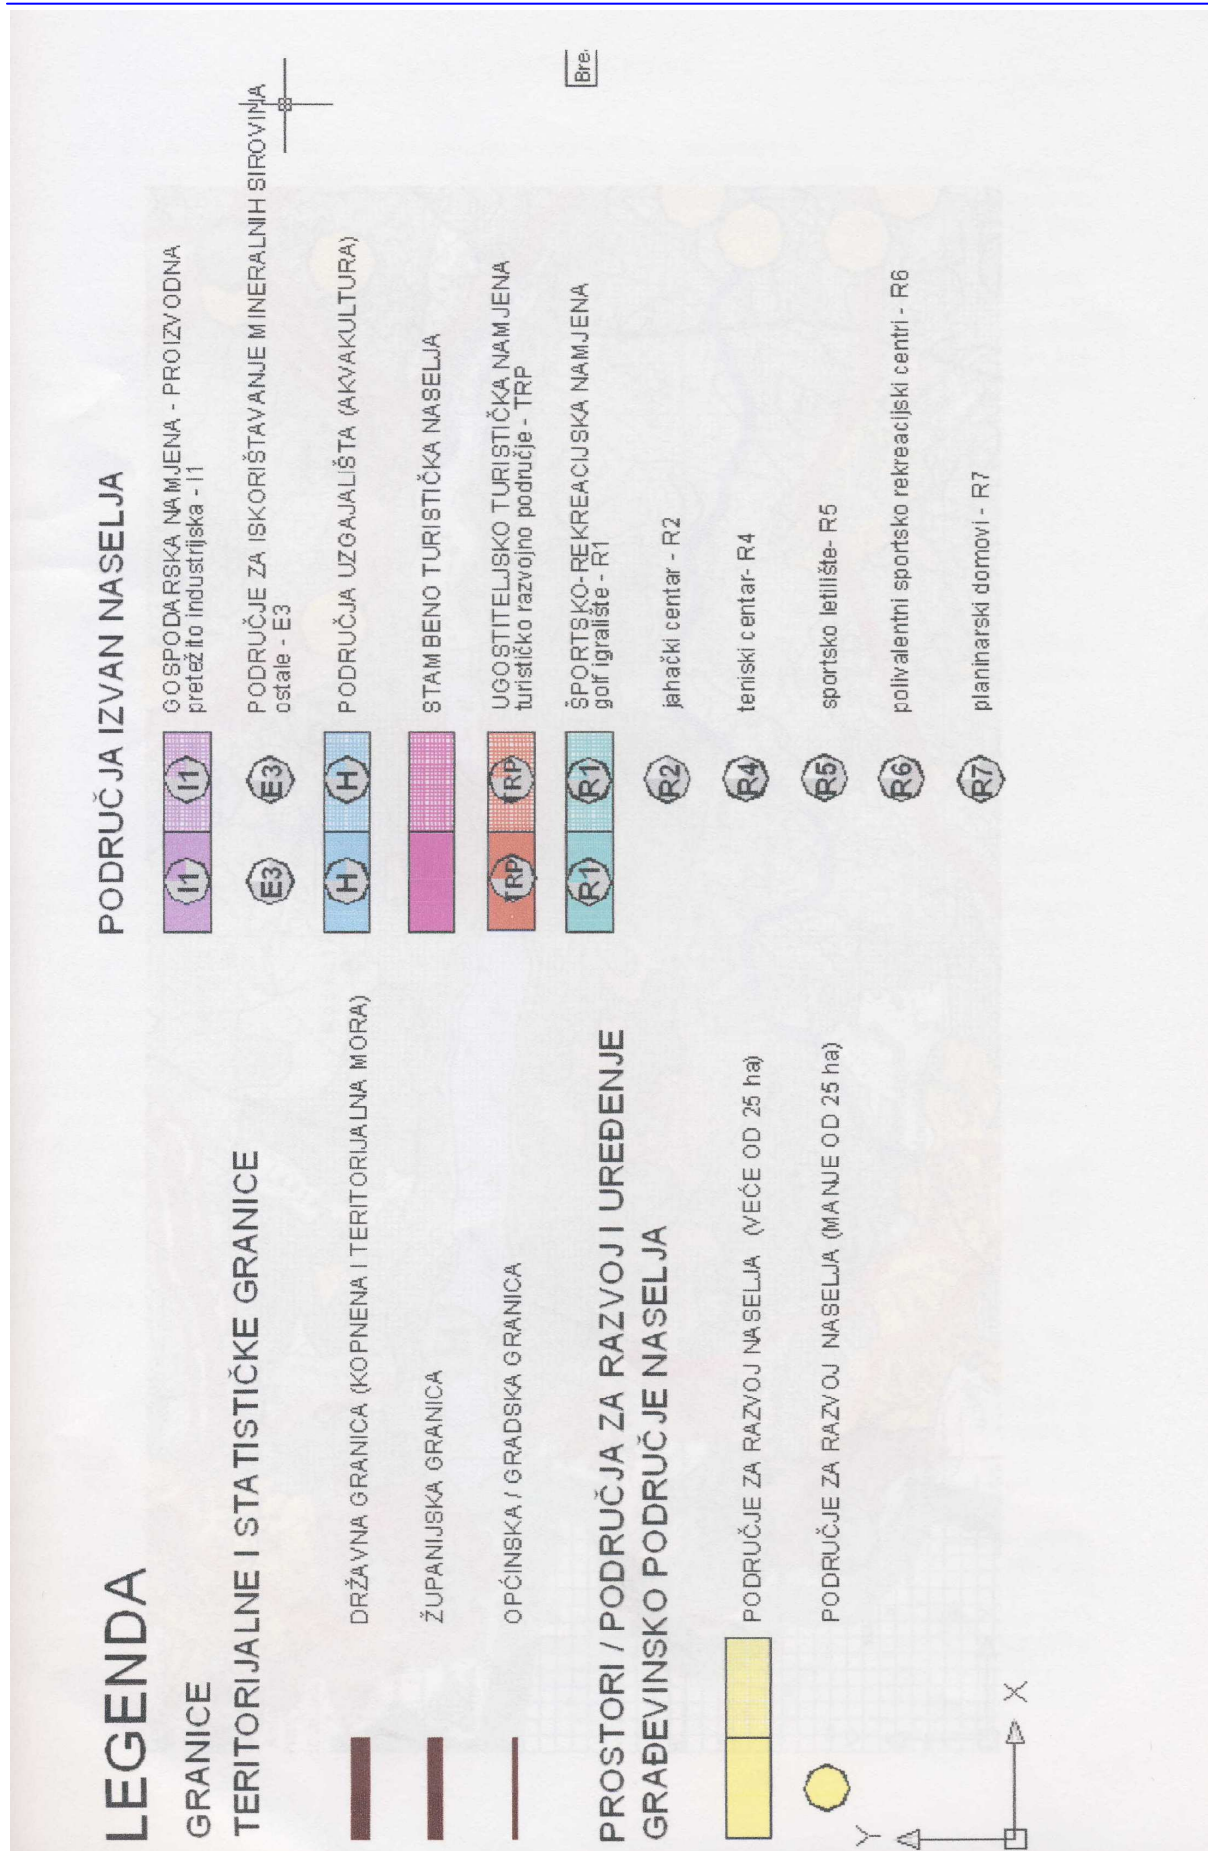 LEGENDA
GRANICE
TERITORIJALNE I STATISTIČKE GRANICE
DRŽAVNA GRANICA (KOPNENA I TERITORIJALNA MORA)
ŽUPANIJSKA GRANICA
OPĆINSKA / GRADSKA GRANICA
PROSTORI / PODRUČJA ZA RAZVOJ I UREĐENJE
GRAĐEVINSKO PODRUČJE NASELJA
PODRUČJE ZA RAZVOJ NASELJA (VEĆE OD 25 ha)
PODRUČJE ZA RAZVOJ NASELJA (MANJE OD 25 ha)
Y
X
PODRUČJA IZVAN NASELJA
I1 I1 GOSPODARSKA NAMJENA - PROIZVODNA
pretežito industrijska - I1
E3 E3 PODRUČJE ZA ISKORIŠTAVANJE MINERALNIH SIROVINA
ostale - E3
H H PODRUČJA UZGAJALIŠTA (AKVAKULTURA)
STAMBENO TURISTIČKA NASELJA
TRP TRP UGOSTITELJSKO TURISTIČKA NAMJENA
turističko razvojno područje - TRP
R1 R1 ŠPORTSKO-REKREACIJSKA NAMJENA
golf igralište - R1
R2 jahački centar - R2
R4 teniski centar- R4
R5 sportsko letilište- R5
R6 polivalentni sportsko rekreacijski centri - R6
R7 planinarski domovi - R7
Bre